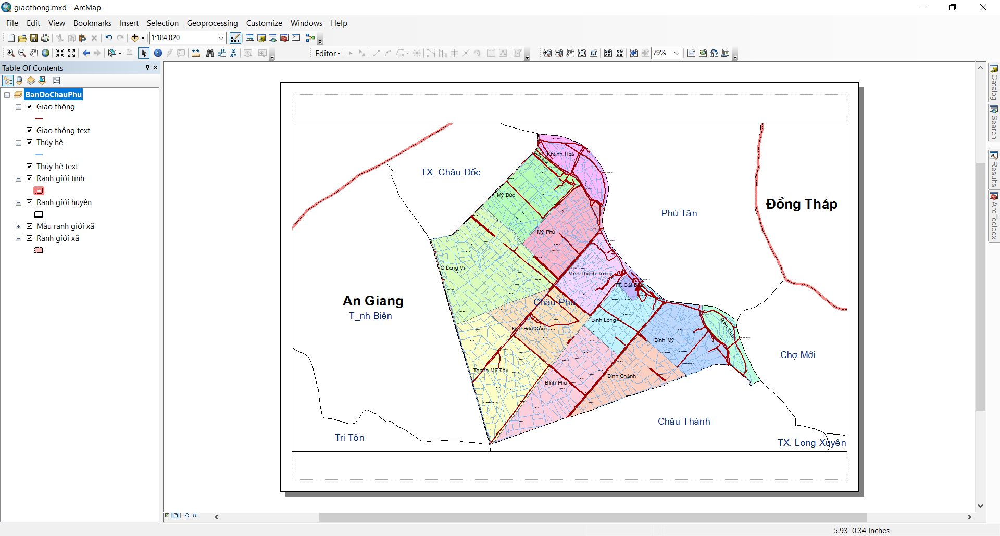 giaothong.mxd - ArcMap
File Edit View Bookmarks Insert Selection Geoprocessing Customize Windows Help
1:184,020
Editor
79%
Table Of Contents
BanDoChauPhu
Giao thông
Giao thông text
Thủy hệ
Thủy hệ text
Ranh giới tỉnh
Ranh giới huyện
Màu ranh giới xã
Ranh giới xã
Catalog
Search
Results
ArcToolbox
Khánh Hoà
TX. Châu Đốc
Mỹ Đức
Đồng Tháp
Phú Tân
Mỹ Phú
Ô Long Vĩ
Vĩnh Thạnh Trung
TT. Cái Dầu
An Giang
Châu Phú
T_nh Biên
Bình Long
Đào Hữu Cảnh
Bình Thủy
Bình Mỹ
Chợ Mới
Thạnh Mỹ Tây
Bình Chánh
Bình Phú
Châu Thành
Tri Tôn
TX. Long Xuyên
5.93 0.34 Inches